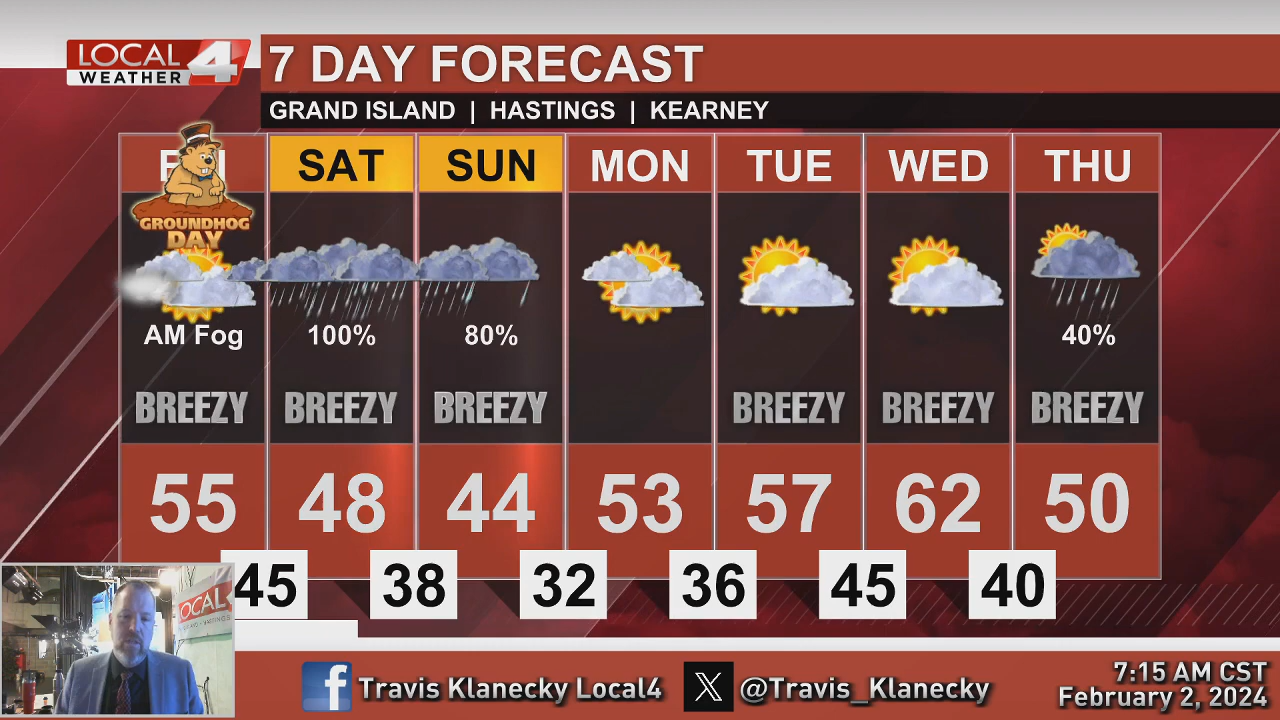 LOCAL 4
WEATHER
7 DAY FORECAST
GRAND ISLAND | HASTINGS | KEARNEY
SAT SUN MON TUE WED THU
GROUNDHOG
DAY
AM Fog 100% 80% 40%
BREEZY BREEZY BREEZY BREEZY BREEZY BREEZY
55 48 44 53 57 62 50
45 38 32 36 45 40
LOCAL
Travis Klanecky Local4
@Travis_Klanecky
7:15 AM CST
February 2, 2024